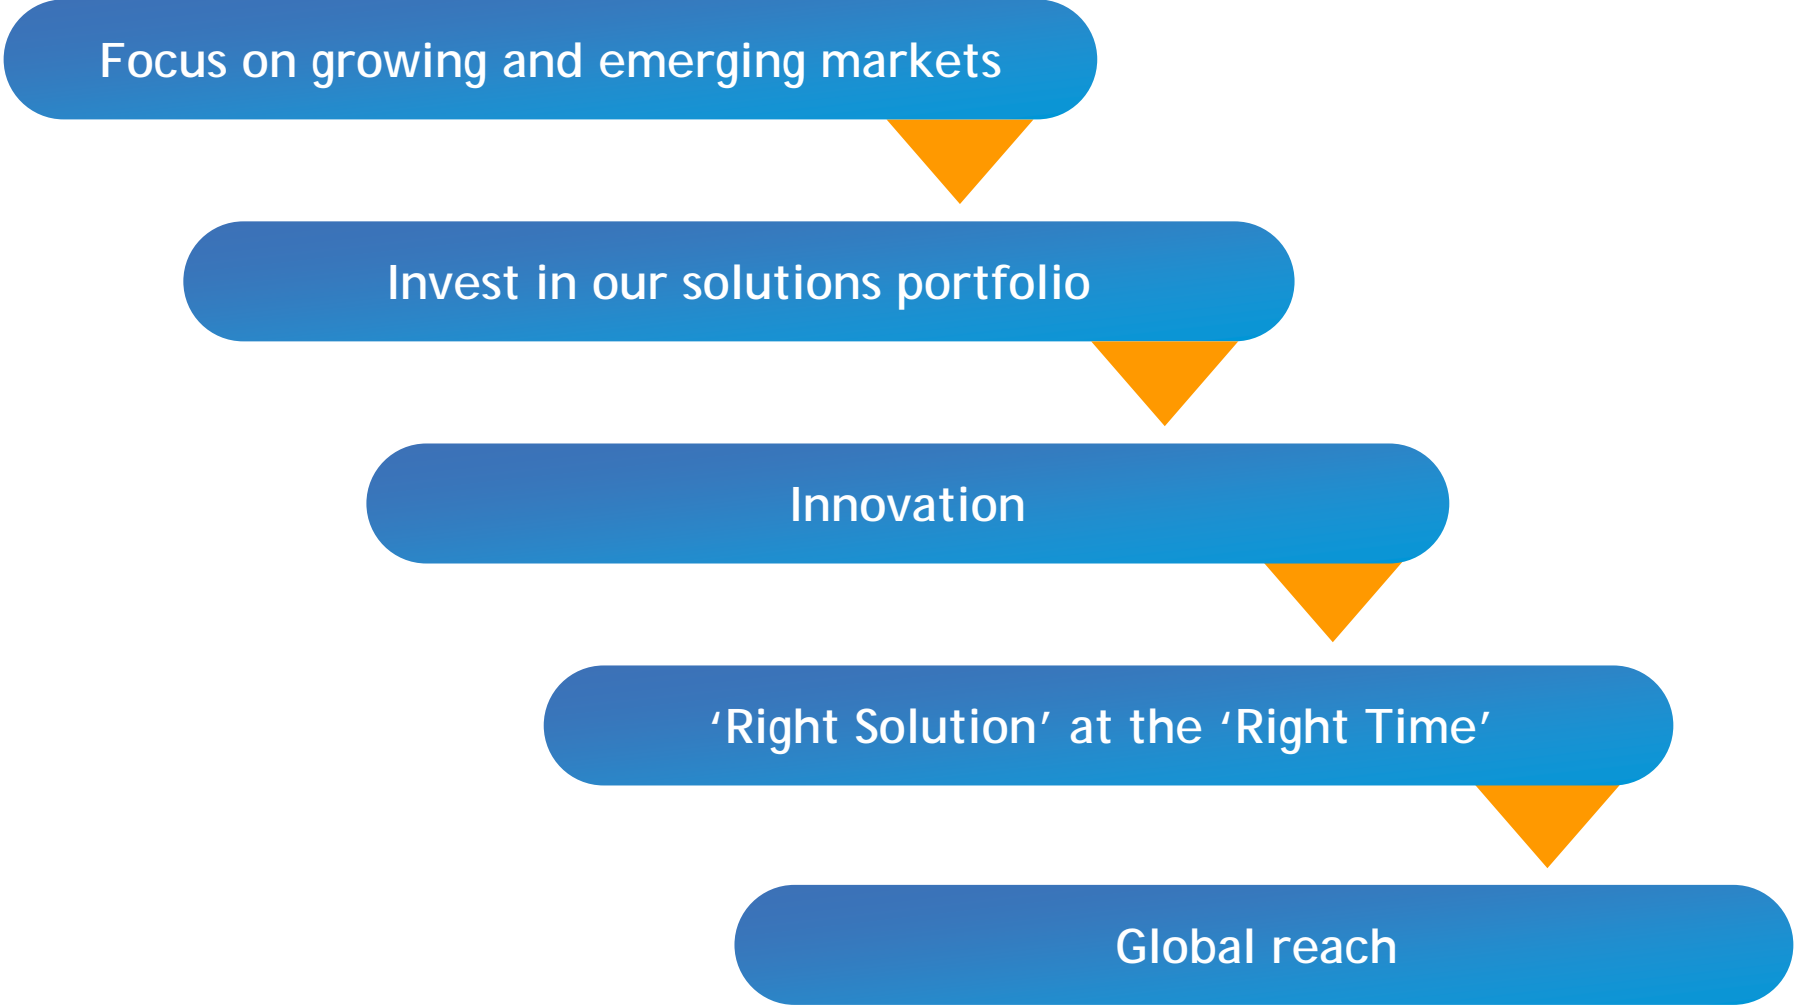 Focus on growing and emerging markets
Invest in our solutions portfolio
Innovation
‘Right Solution’ at the ‘Right Time’
Global reach